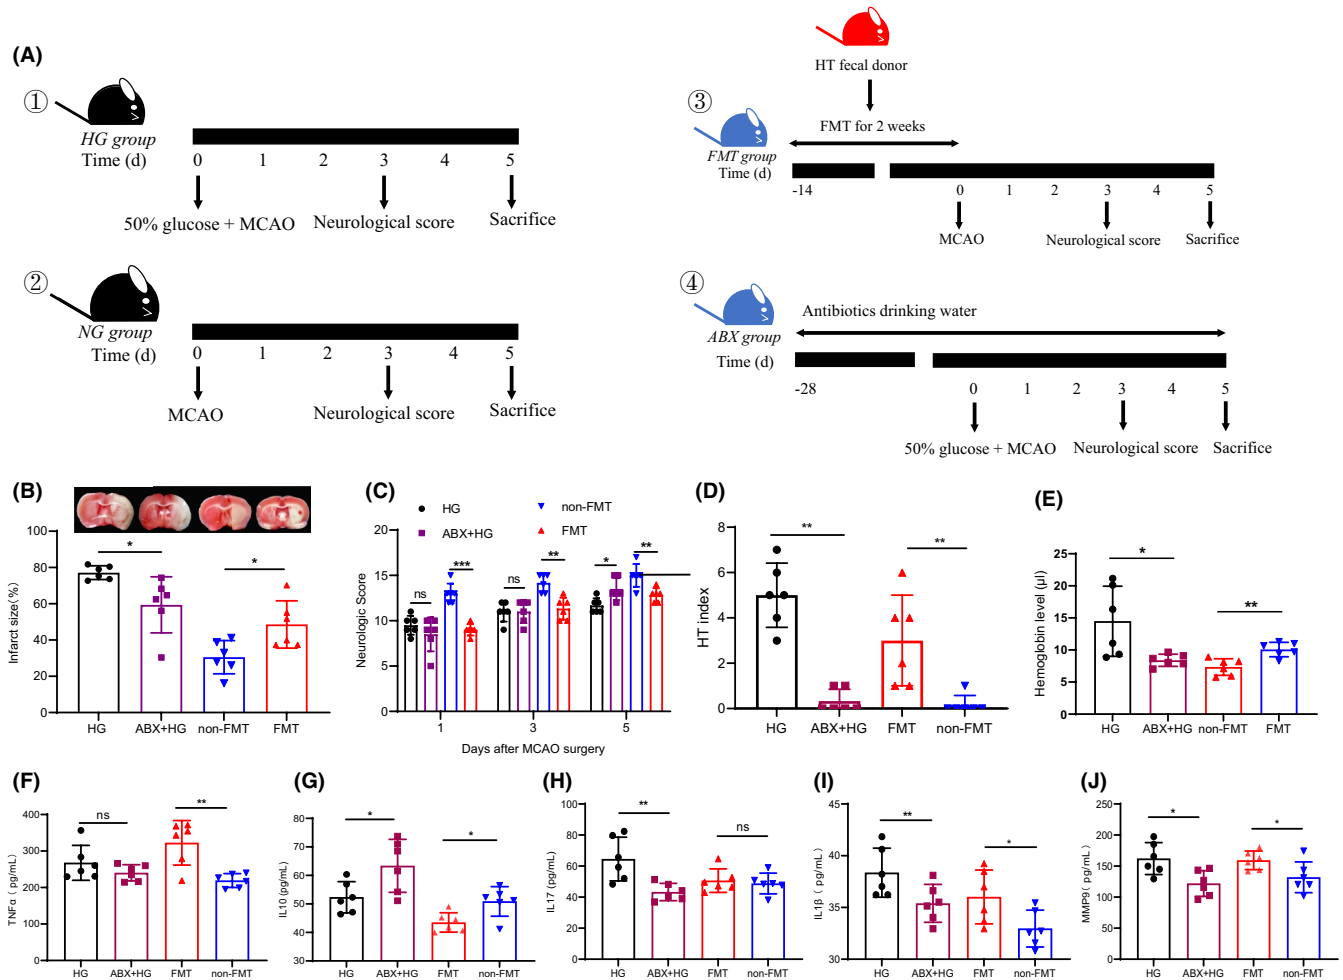 (A)
①
HG group
Time (d)
0 1 2 3 4 5
50% glucose + MCAO
Neurological score
Sacrifice
②
NG group
Time (d)
0 1 2 3 4 5
MCAO
Neurological score
Sacrifice
HT fecal donor
③
FMT for 2 weeks
FMT group
Time (d)
-14 0 1 2 3 4 5
MCAO
Neurological score
Sacrifice
④
Antibiotics drinking water
ABX group
Time (d)
-28 0 1 2 3 4 5
50% glucose + MCAO
Neurological score
Sacrifice
(B)
Infarct size(%)
100
80
60
40
20
0
* *
HG ABX+HG non-FMT FMT
(C)
HG
ABX+HG
non-FMT
FMT
Neurologic Score
20
15
10
5
0
ns *** ns ** * **
1 3 5
Days after MCAO surgery
(D)
HT index
8
6
4
2
0
** **
HG ABX+HG FMT non-FMT
(E)
Hemoglobin level (μl)
25
20
15
10
5
0
* **
HG ABX+HG non-FMT FMT
(F)
TNFα ( pg/mL)
400
300
200
100
0
ns **
HG ABX+HG FMT non-FMT
(G)
IL10 (pg/mL)
80
70
60
50
40
30
* *
HG ABX+HG FMT non-FMT
(H)
IL17 (pg/mL)
100
80
60
40
20
0
** ns
HG ABX+HG FMT non-FMT
(I)
IL1β ( pg/mL)
45
40
35
30
** *
HG ABX+HG FMT non-FMT
(J)
MMP9( pg/mL)
250
200
150
100
50
0
* *
HG ABX+HG FMT non-FMT